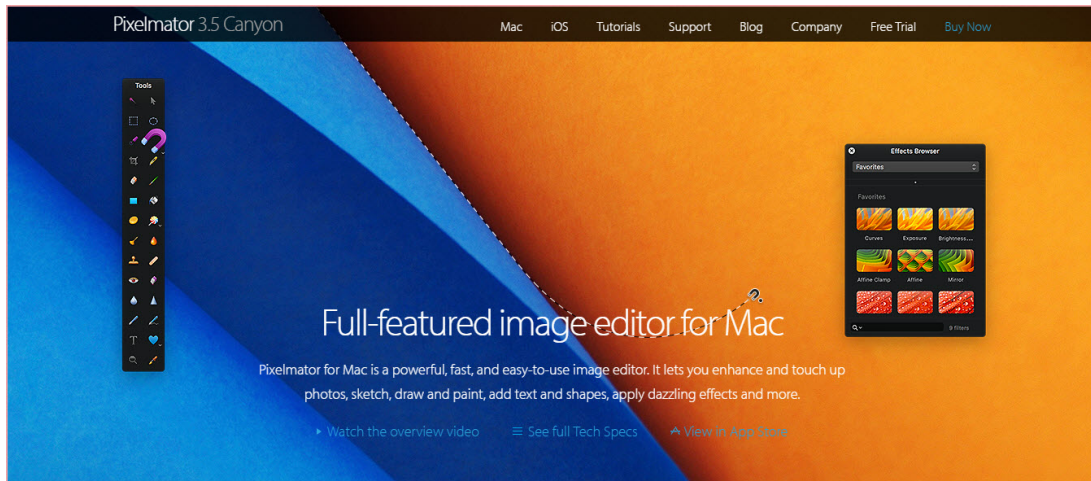 Pixelmator 3.5 Canyon
Mac iOS Tutorials Support Blog Company Free Trial Buy Now
Tools
T
Effects Browser
Favorites
Favorites
Curves Exposure Brightness...
Affine Clamp Affine Mirror
9 filters
Full-featured image editor for Mac
Pixelmator for Mac is a powerful, fast, and easy-to-use image editor. It lets you enhance and touch up
photos, sketch, draw and paint, add text and shapes, apply dazzling effects and more.
Watch the overview video See full Tech Specs View in App Store